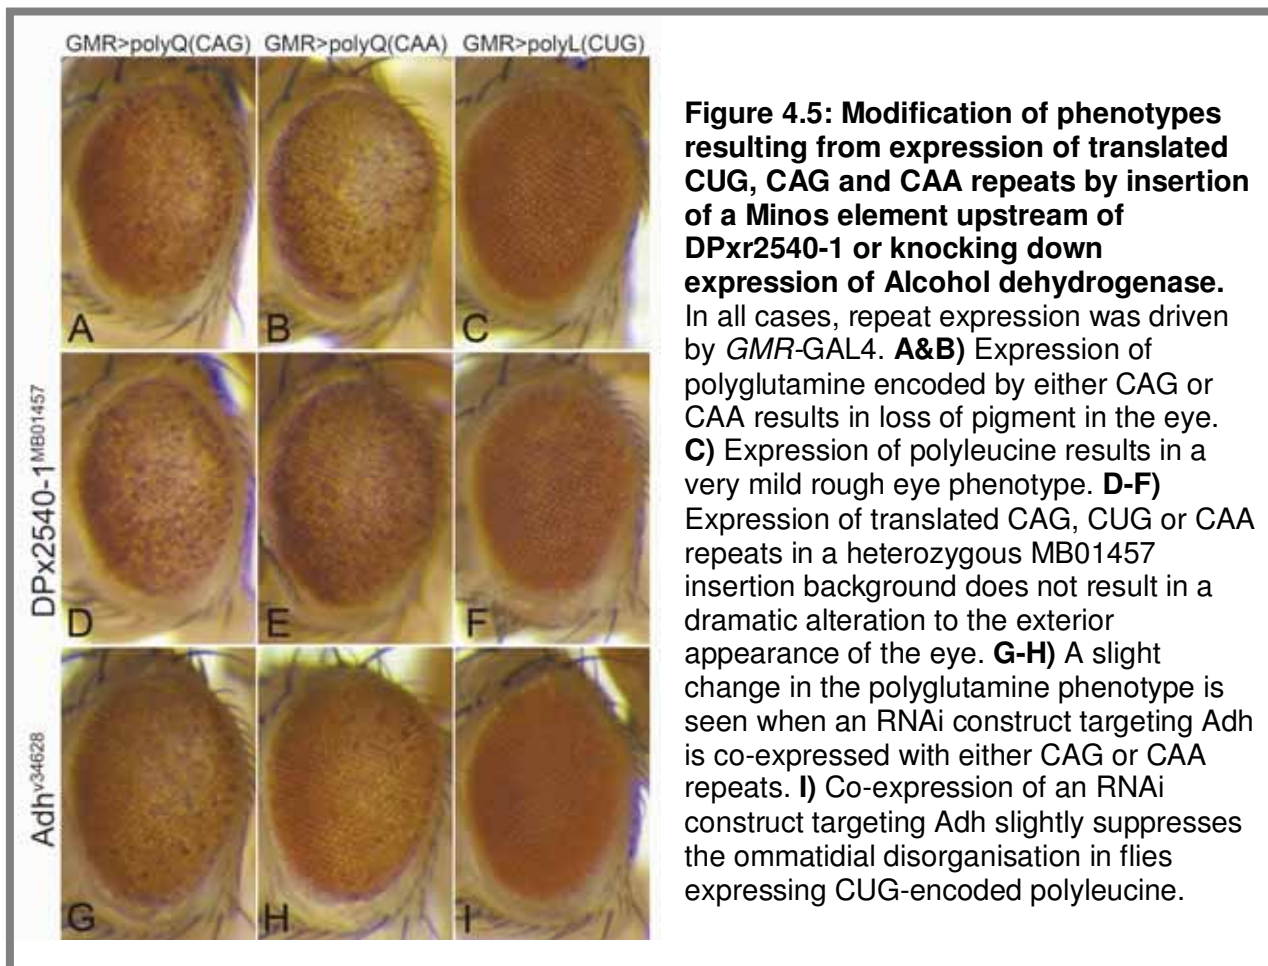 GMR>polyQ(CAG) GMR>polyQ(CAA) GMR>polyL(CUG)
A
B
C
DPx2540-1MB01457
D
E
F
Adhv34628
G
H
I
Figure 4.5: Modification of phenotypes
resulting from expression of translated
CUG, CAG and CAA repeats by insertion
of a Minos element upstream of
DPxr2540-1 or knocking down
expression of Alcohol dehydrogenase.
In all cases, repeat expression was driven
by GMR-GAL4. A&B) Expression of
polyglutamine encoded by either CAG or
CAA results in loss of pigment in the eye.
C) Expression of polyleucine results in a
very mild rough eye phenotype. D-F)
Expression of translated CAG, CUG or CAA
repeats in a heterozygous MB01457
insertion background does not result in a
dramatic alteration to the exterior
appearance of the eye. G-H) A slight
change in the polyglutamine phenotype is
seen when an RNAi construct targeting Adh
is co-expressed with either CAG or CAA
repeats. I) Co-expression of an RNAi
construct targeting Adh slightly suppresses
the ommatidial disorganisation in flies
expressing CUG-encoded polyleucine.